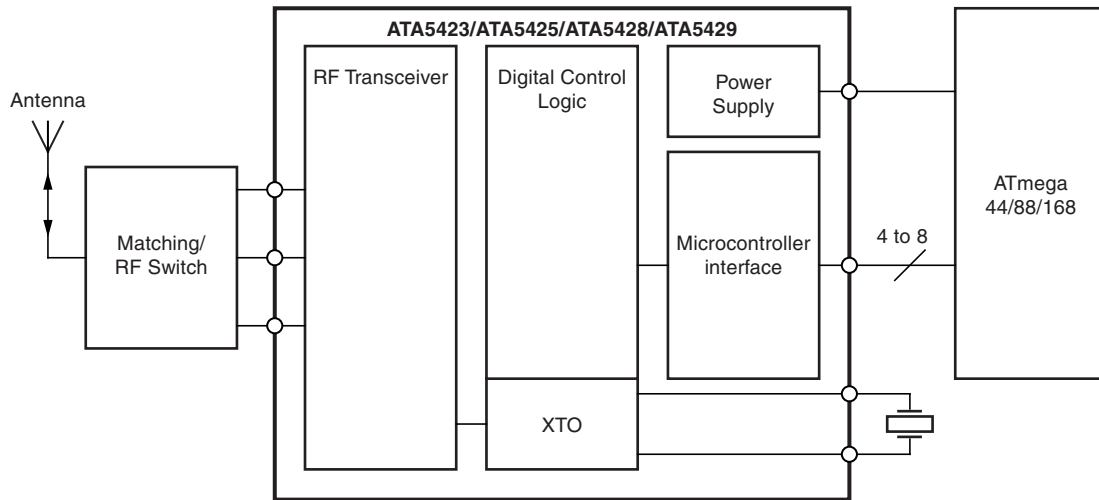 ATA5423/ATA5425/ATA5428/ATA5429
RF Transceiver
Digital Control
Logic
Power
Supply
Antenna
Matching/
RF Switch
Microcontroller
interface
4 to 8
ATmega
44/88/168
XTO